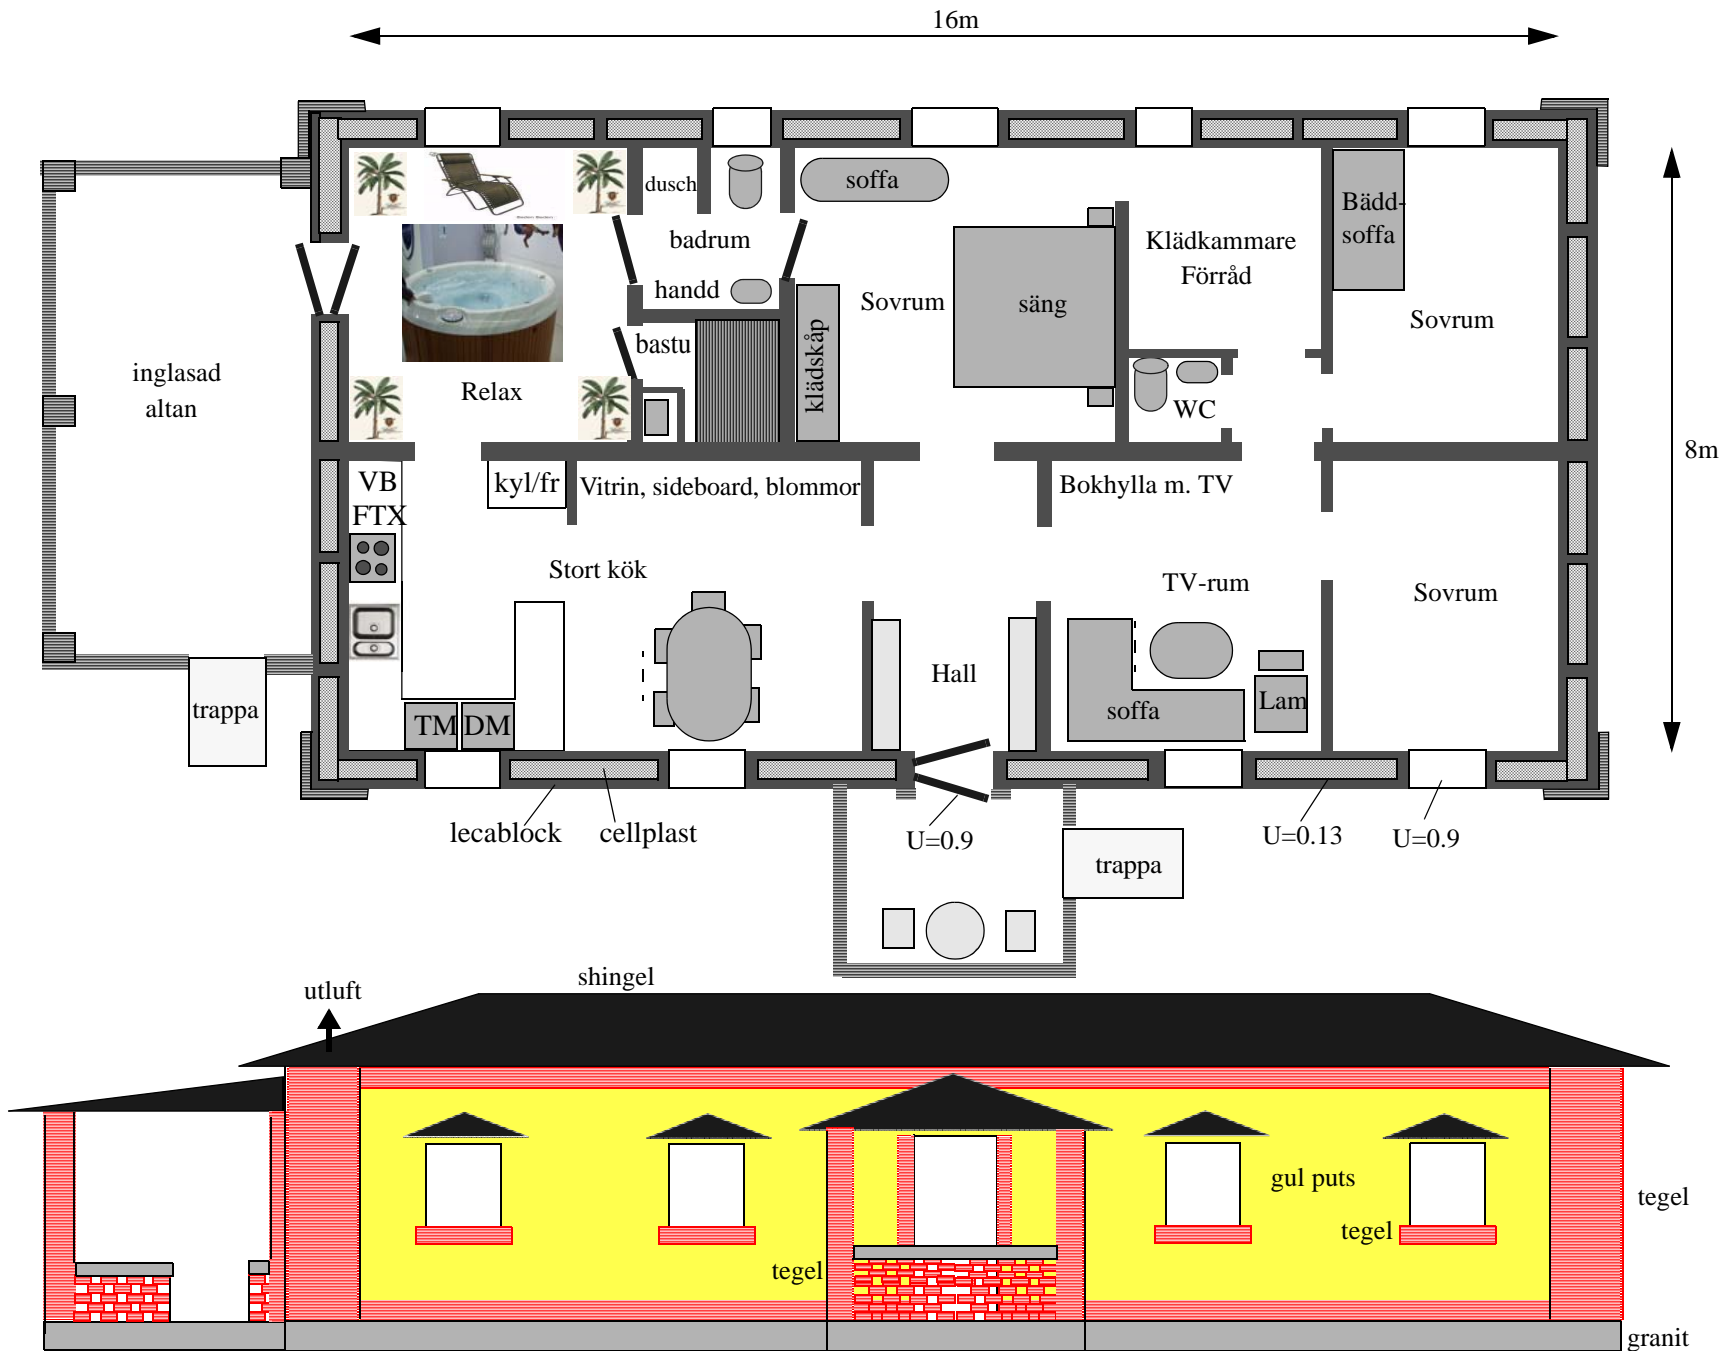 16m
dusch
soffa
Bädd-
soffa
badrum
Klädkammare
Förråd
handd
Sovrum
säng
Sovrum
bastu
klädskåp
inglasad
altan
Relax
WC
8m
VB
FTX
kyl/fr
Vitrin, sideboard, blommor
Bokhylla m. TV
Stort kök
TV-rum
Sovrum
Hall
trappa
soffa
Lam
TM
DM
lecablock
cellplast
U=0.9
U=0.13
U=0.9
trappa
shingel
utluft
gul puts
tegel
tegel
tegel
granit